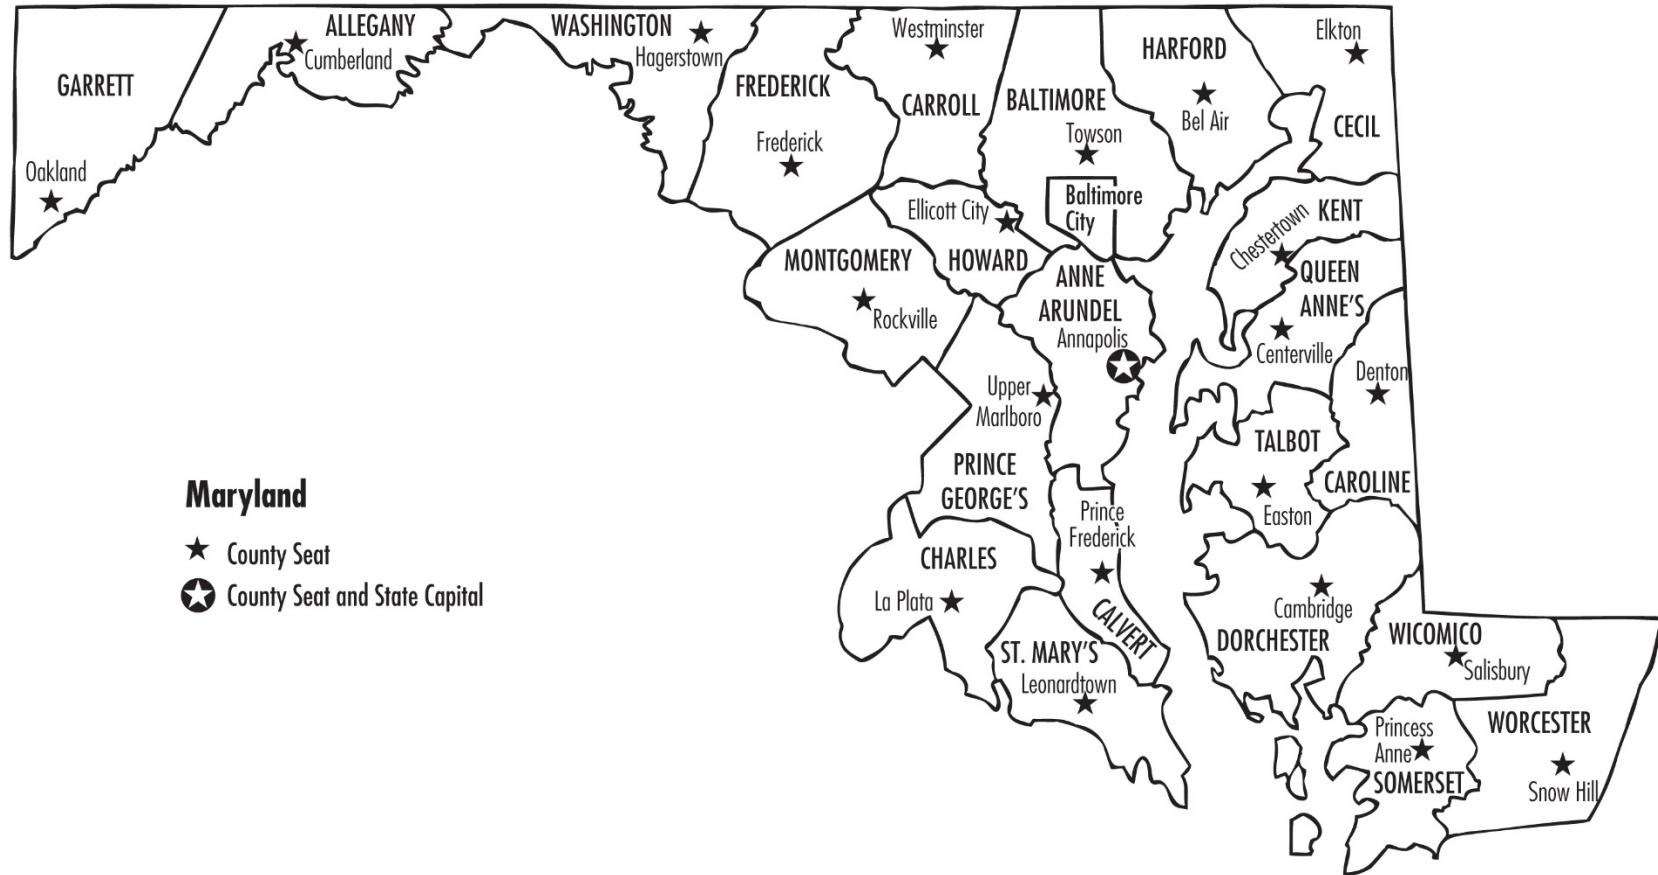 GARRETT
Oakland
ALLEGANY
Cumberland
WASHINGTON
Hagerstown
FREDERICK
Frederick
Westminster
CARROLL
BALTIMORE
Towson
Baltimore
City
HARFORD
Bel Air
Elkton
CECIL
Ellicott City
HOWARD
MONTGOMERY
Rockville
ANNE
ARUNDEL
Annapolis
KENT
Chestertown
QUEEN
ANNE'S
Centerville
Denton
CAROLINE
TALBOT
Easton
Upper
Marlboro
PRINCE
GEORGE'S
Prince
Frederick
CALVERT
CHARLES
La Plata
ST. MARY'S
Leonardtown
Cambridge
DORCHESTER
WICOMICO
Salisbury
Princess
Anne
SOMERSET
WORCESTER
Snow Hill
Maryland
County Seat
County Seat and State Capital